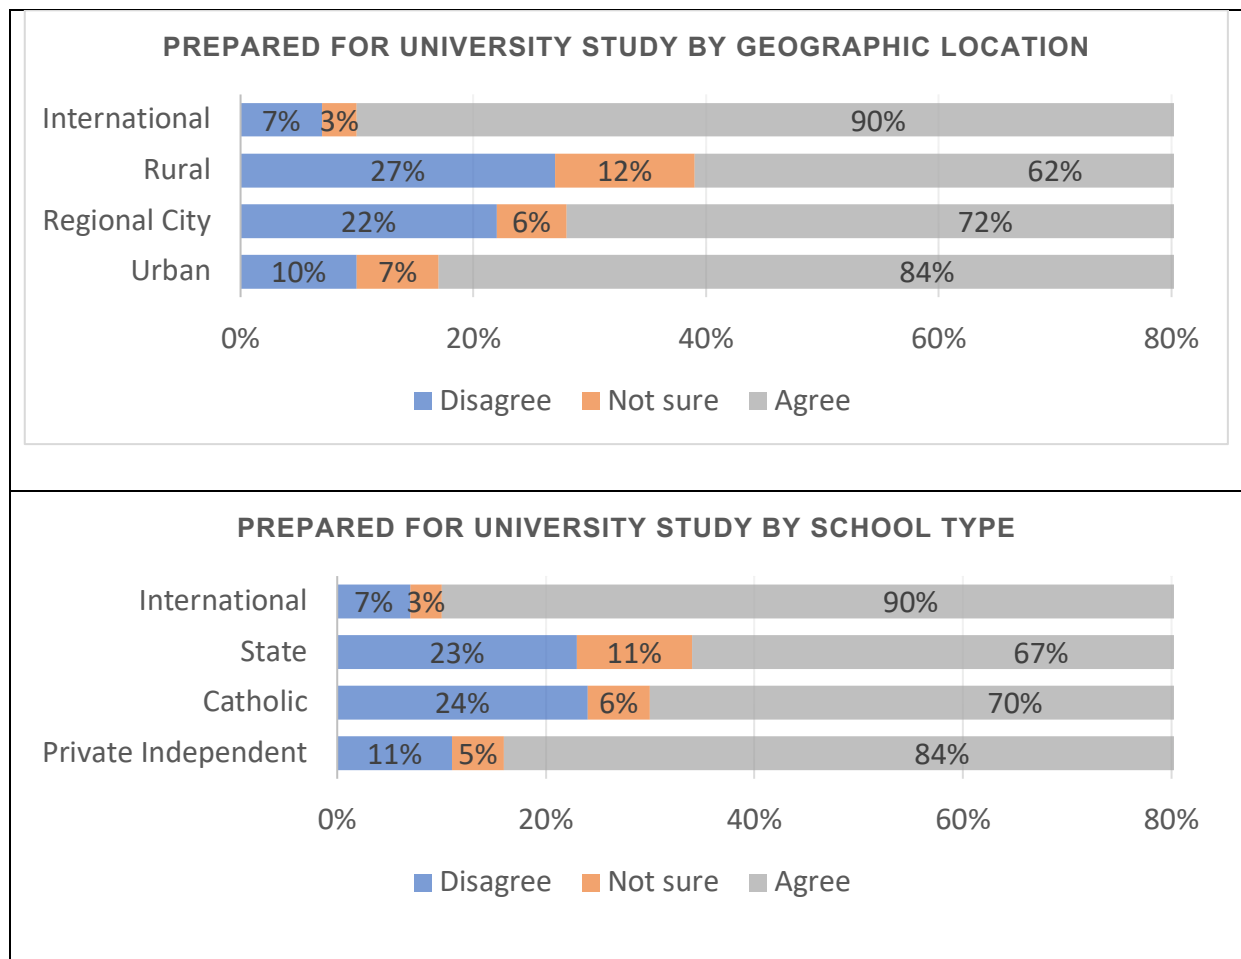 PREPARED FOR UNIVERSITY STUDY BY GEOGRAPHIC LOCATION
International 7% 3% 90%
Rural 27% 12% 62%
Regional City 22% 6% 72%
Urban 10% 7% 84%
0% 20% 40% 60% 80%
Disagree Not sure Agree
PREPARED FOR UNIVERSITY STUDY BY SCHOOL TYPE
International 7% 3% 90%
State 23% 11% 67%
Catholic 24% 6% 70%
Private Independent 11% 5% 84%
0% 20% 40% 60% 80%
Disagree Not sure Agree